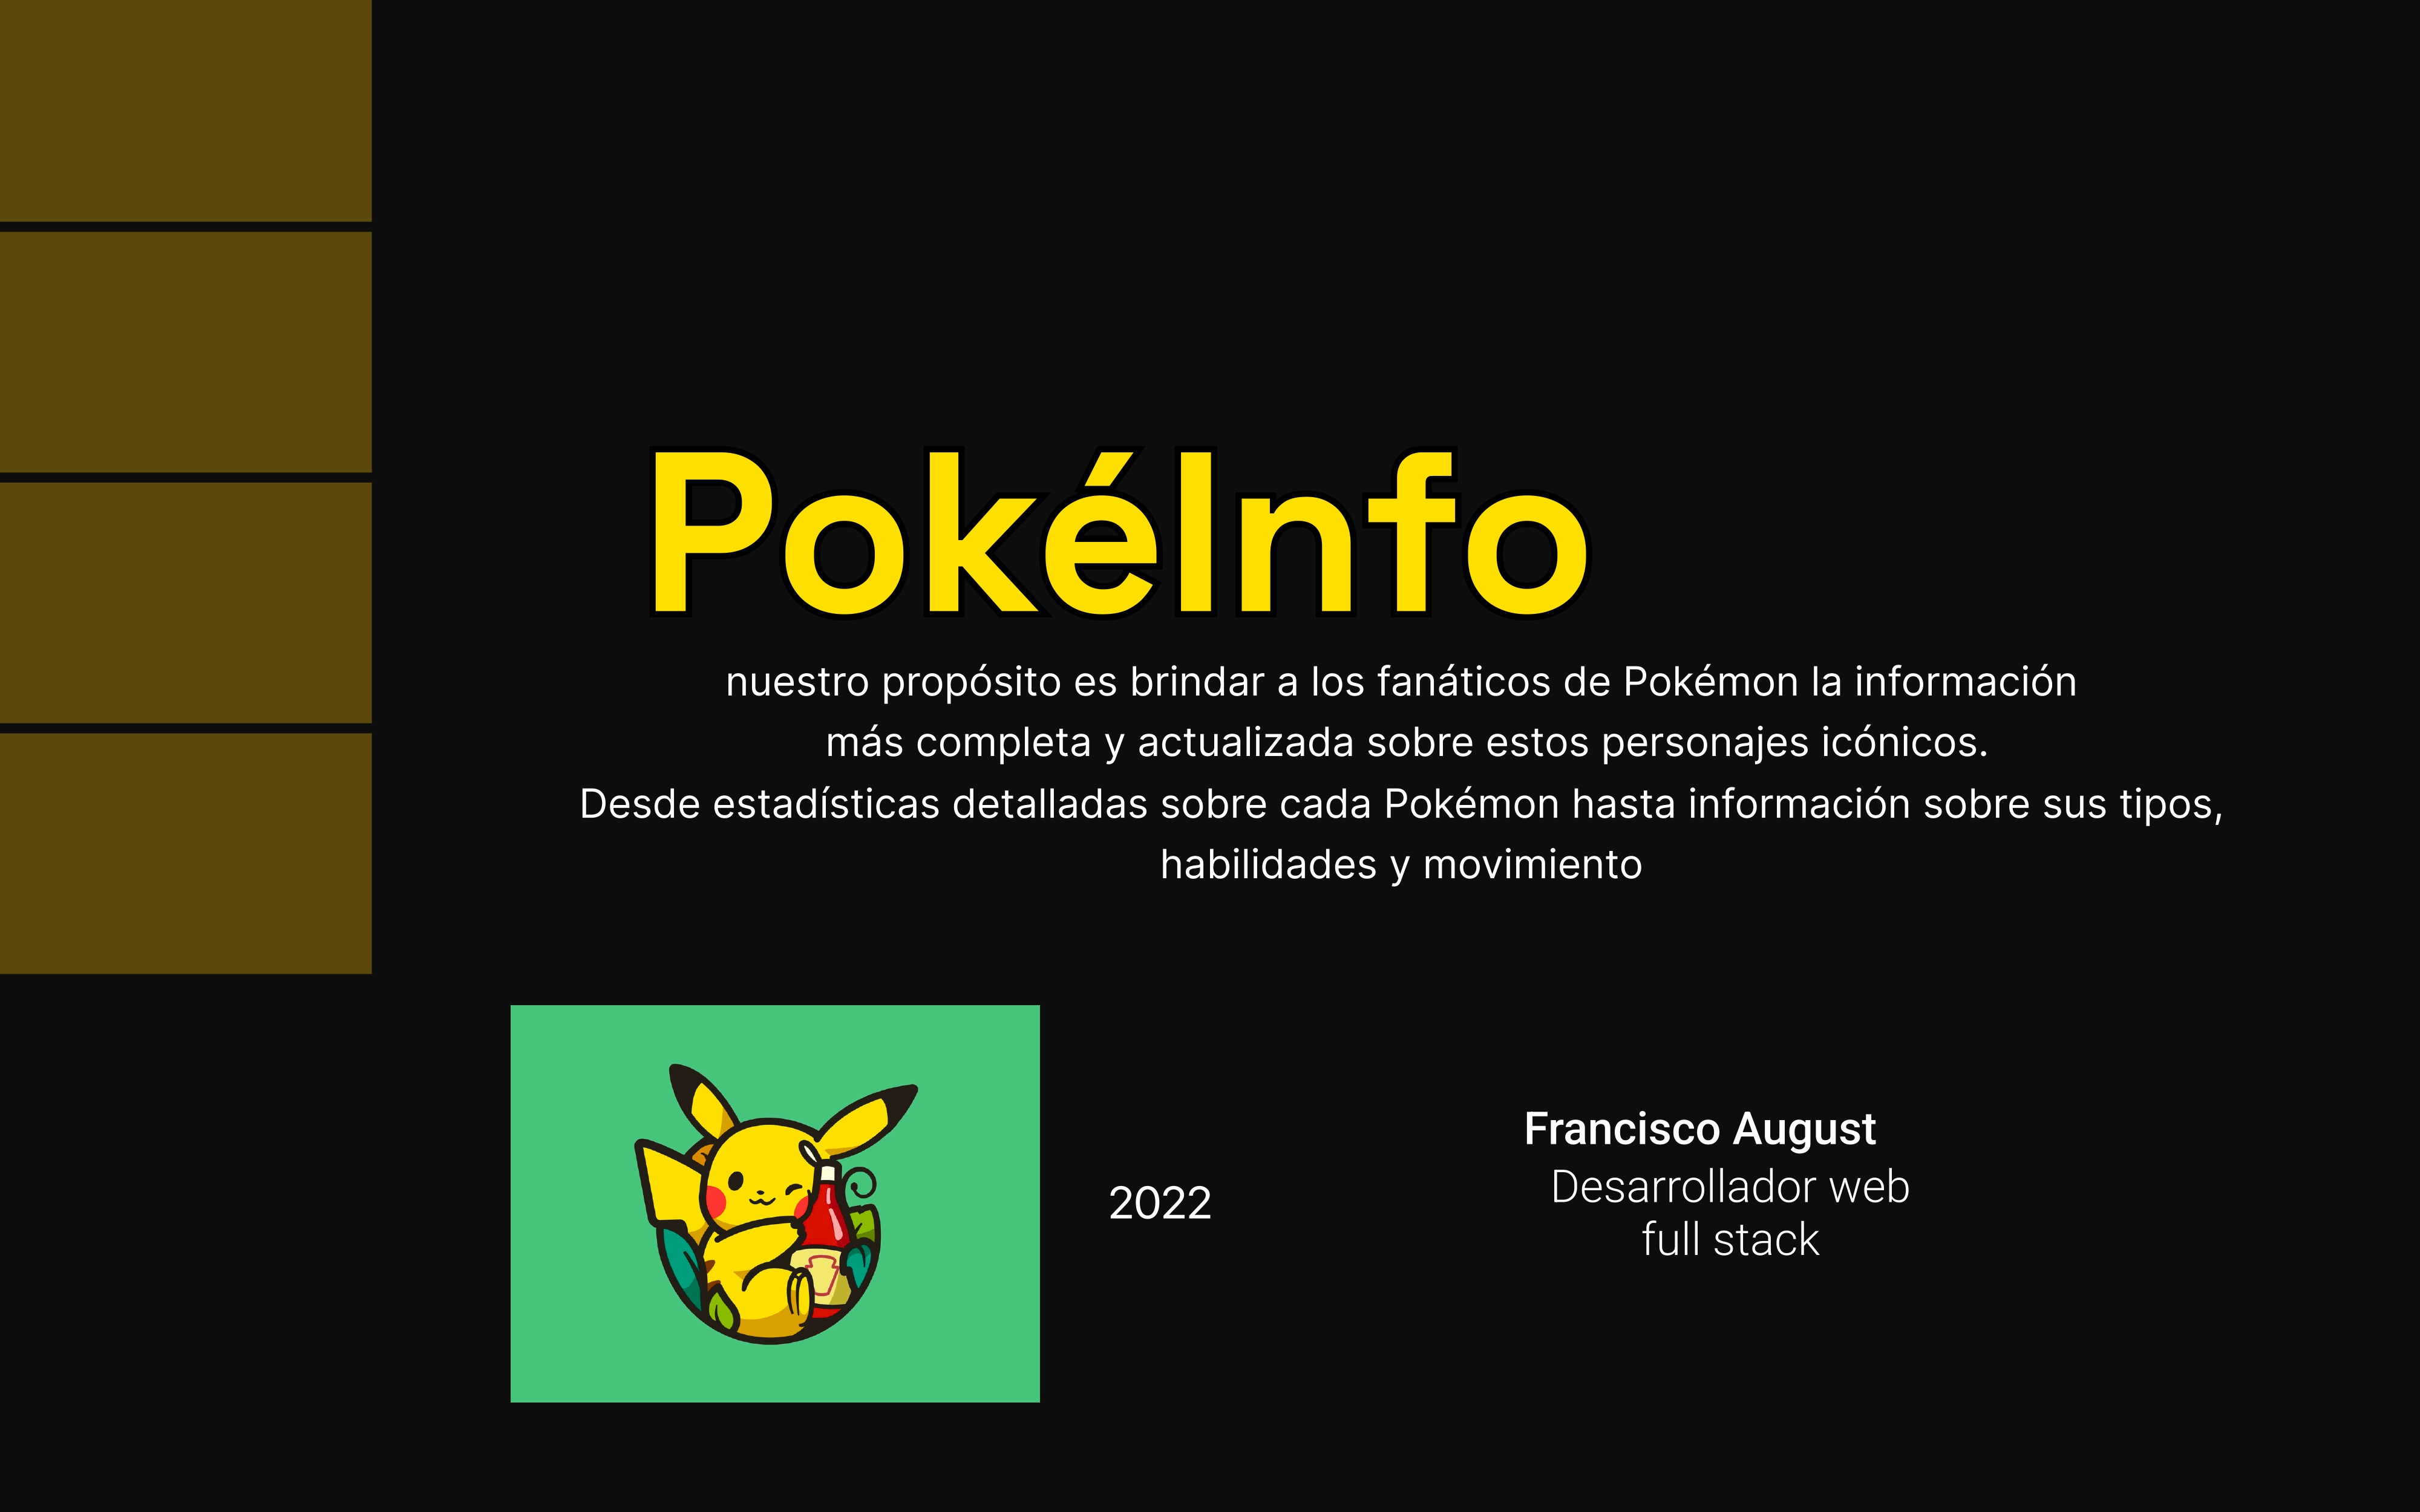 PokéInfo
nuestro propósito es brindar a los fanáticos de Pokémon la información
más completa y actualizada sobre estos personajes icónicos.
Desde estadísticas detalladas sobre cada Pokémon hasta información sobre sus tipos,
habilidades y movimiento
2022
Francisco August
Desarrollador web
full stack